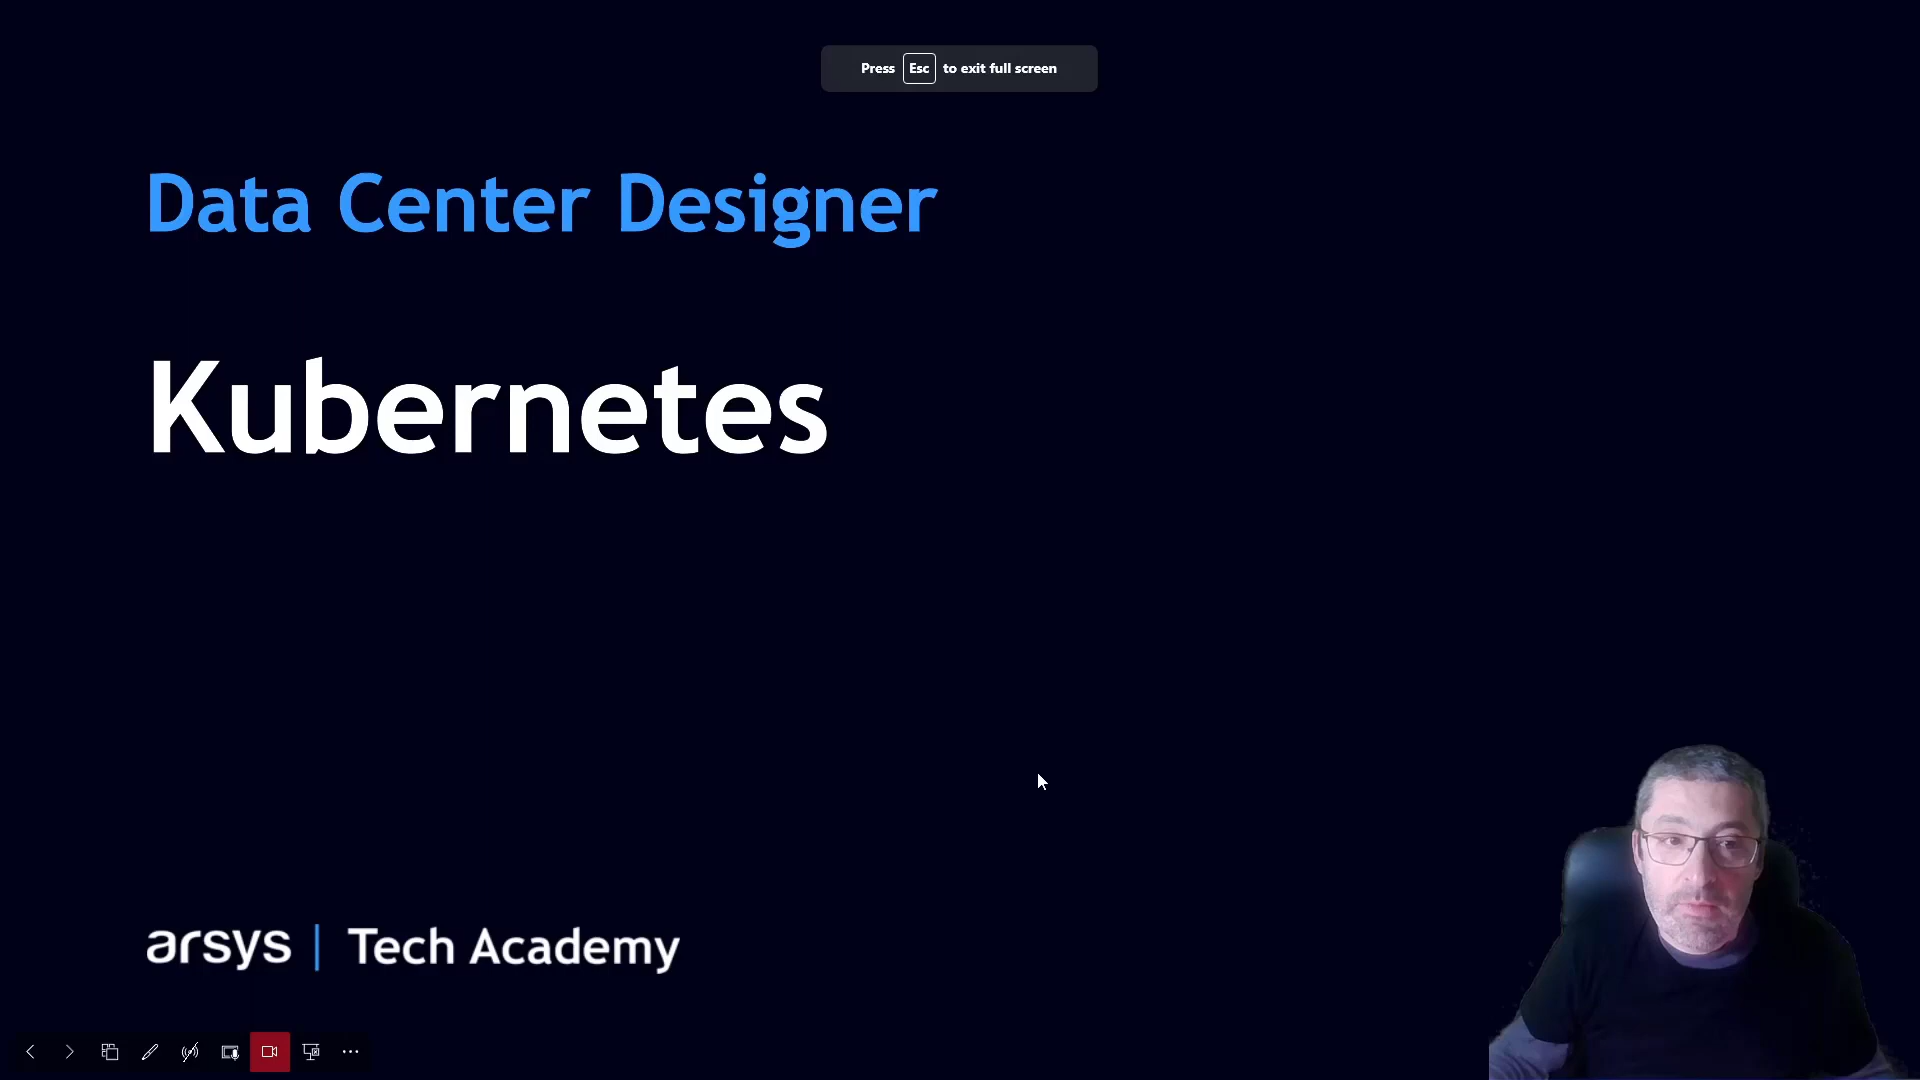 Press Esc to exit full screen
Data Center Designer
Kubernetes
arsys | Tech Academy